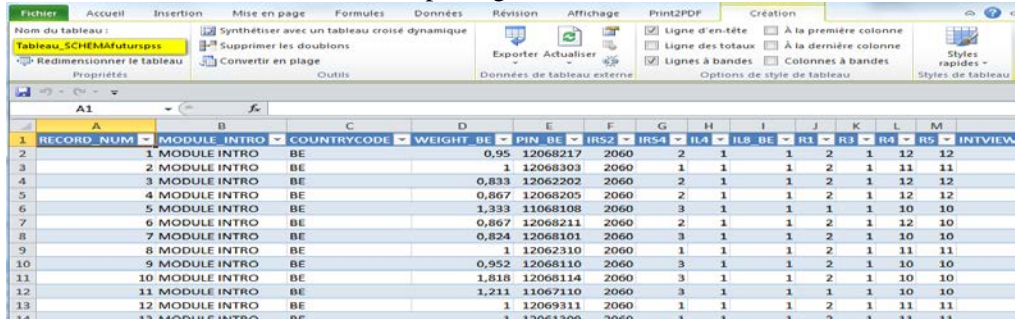 Fichier Accueil Insertion Mise en page Formules Données Révision Affichage Print2PDF Création
Nom du tableau : Synthétiser avec un tableau croisé dynamique Ligne d'en-tête À la première colonne
Tableau_SCHEMAfuturspss Supprimer les doublons Exporter Actualiser Ligne des totaux À la dernière colonne Styles
Redimensionner le tableau Convertir en plage Lignes à bandes Colonnes à bandes rapides
Propriétés Outils Données de tableau externe Options de style de tableau Styles de tableau
A1 fx
A B C D E F G H I J K L M
1 RECORD_NUM MODULE_INTRO COUNTRYCODE WEIGHT_BE PIN_BE IRS2 IRS4 IL4 IL8_BE R1 R3 R4 R5 INTVIEW
2 1 MODULE INTRO BE 0,95 12068217 2060 2 1 1 2 1 12 12
3 2 MODULE INTRO BE 1 12068303 2060 1 1 1 2 1 11 11
4 3 MODULE INTRO BE 0,833 12062202 2060 2 1 1 2 1 12 12
5 4 MODULE INTRO BE 0,867 12068205 2060 2 1 1 2 1 12 12
6 5 MODULE INTRO BE 1,333 11068108 2060 3 1 1 1 1 10 10
7 6 MODULE INTRO BE 0,867 12068211 2060 2 1 1 2 1 12 10
8 7 MODULE INTRO BE 0,824 12068101 2060 3 1 1 2 1 10 10
9 8 MODULE INTRO BE 1 12062310 2060 1 1 1 2 1 11 11
10 9 MODULE INTRO BE 0,952 12068110 2060 3 1 1 2 1 10 10
11 10 MODULE INTRO BE 1,818 12068114 2060 3 1 1 2 1 10 10
12 11 MODULE INTRO BE 1,211 11067110 2060 3 1 1 1 1 10 10
13 12 MODULE INTRO BE 1 12069311 2060 1 1 1 2 1 11 11